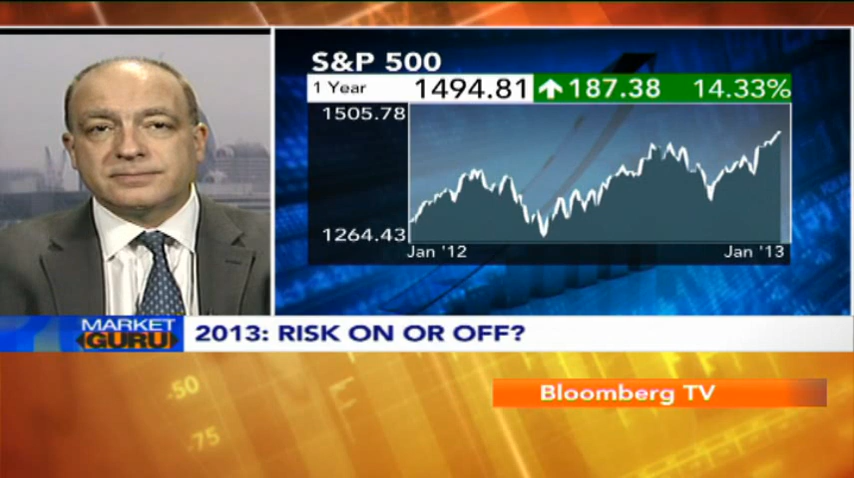 S&P 500
1 Year 1494.81 187.38 14.33%
1505.78
1264.43
Jan '12 Jan '13
MARKET
GURU
2013: RISK ON OR OFF?
Bloomberg TV
.50
.75